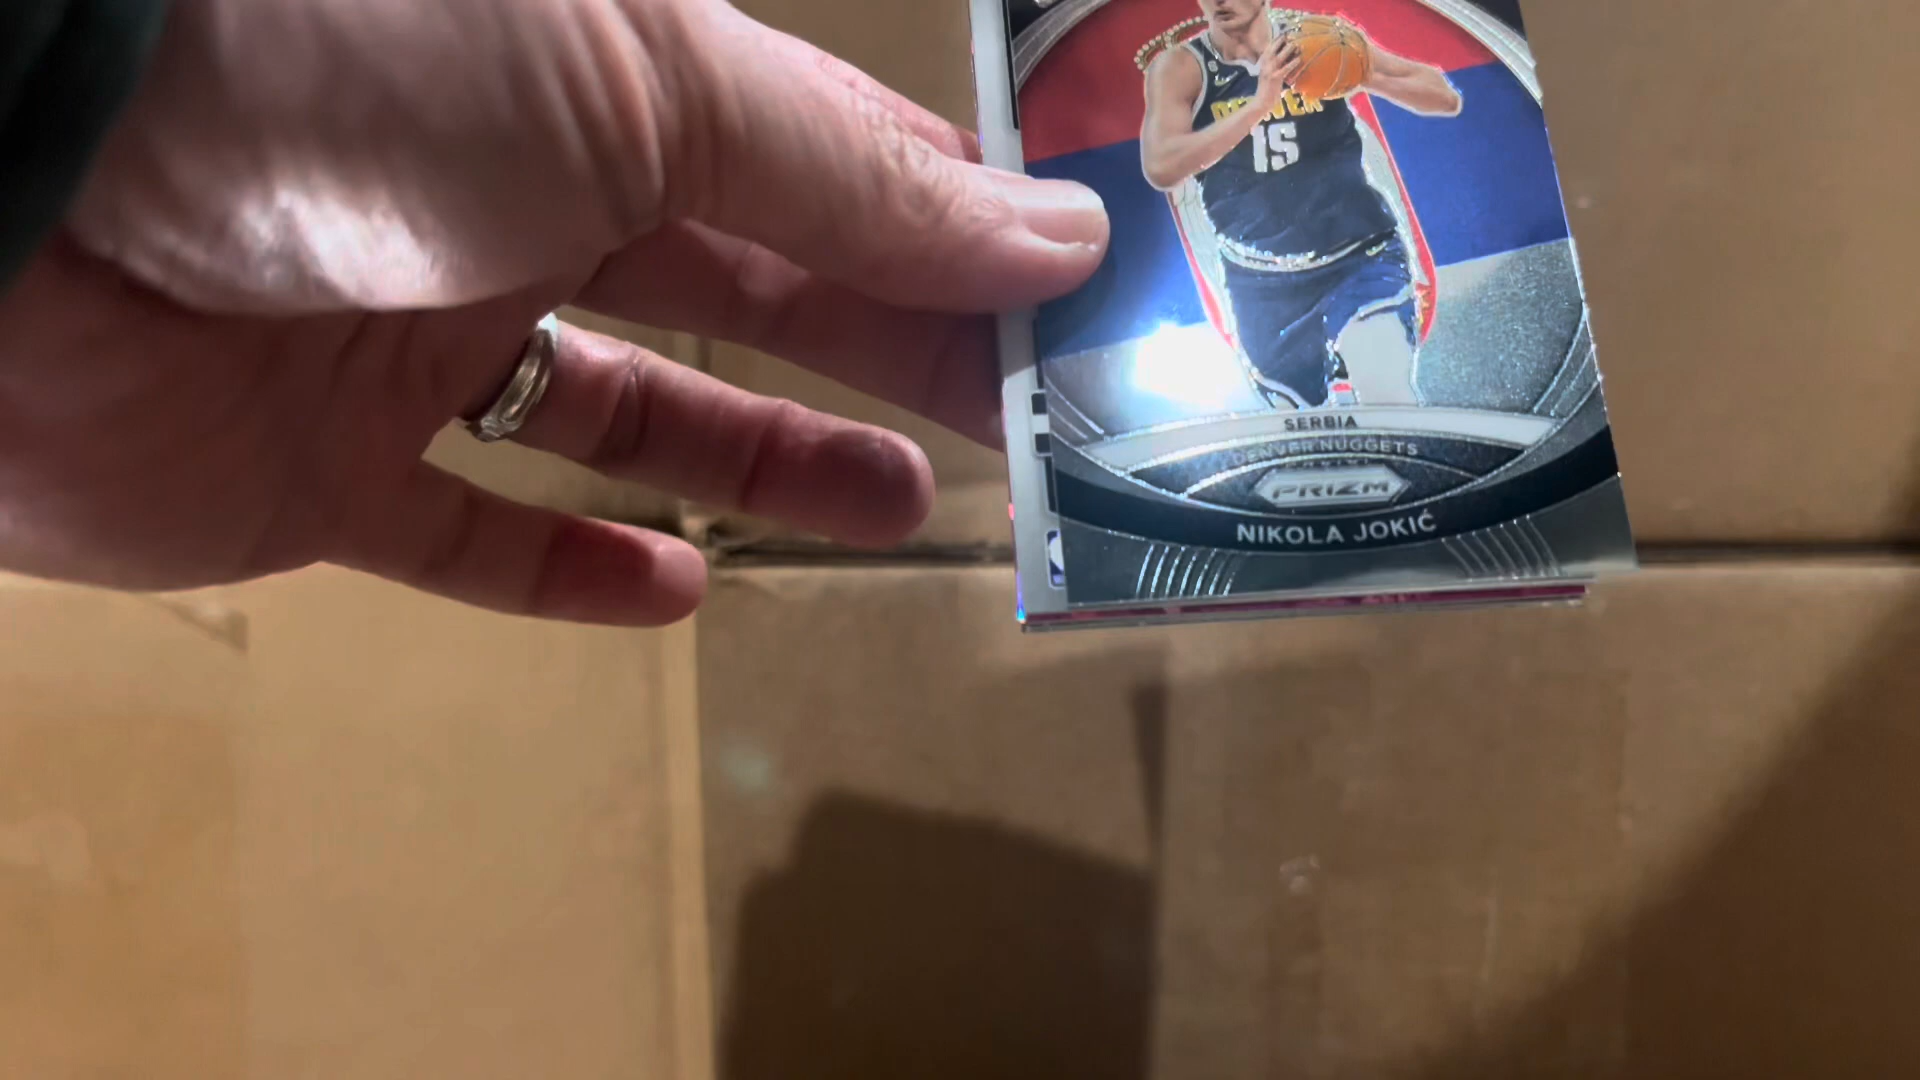 DENVER
15
SERBIA
DENVER NUGGETS
PRIZM
NIKOLA JOKIĆ